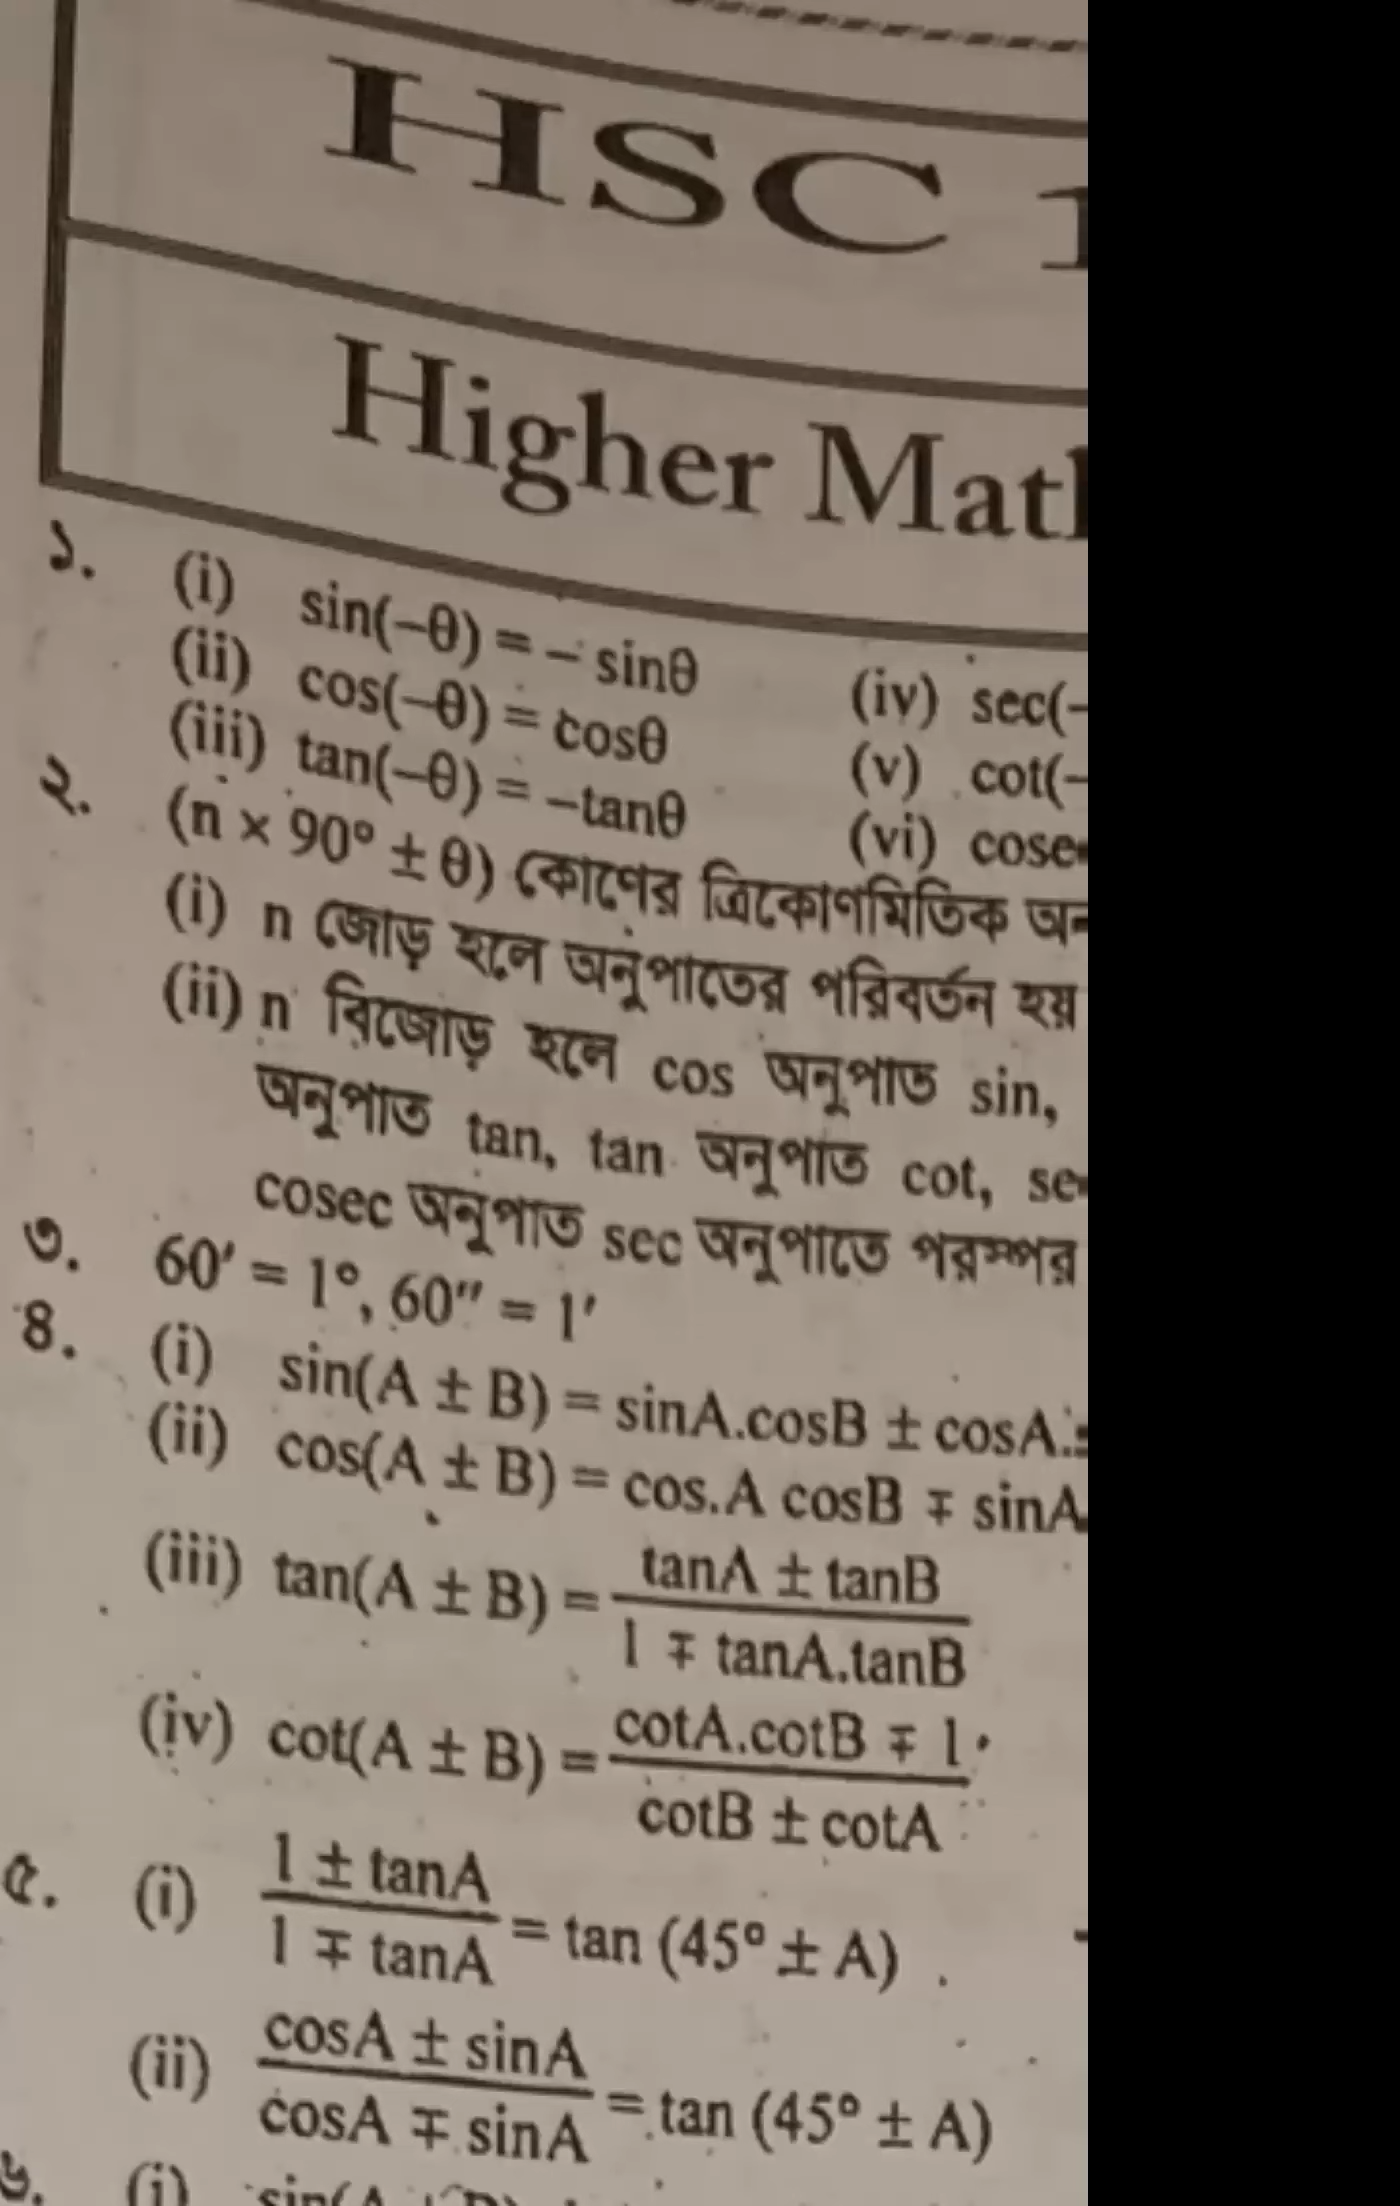 HSC
Higher Mat
১. (i) sin(−θ) = − sinθ (iv) sec(−
(ii) cos(−θ) = cosθ (v) cot(−
(iii) tan(−θ) = −tanθ (vi) cose
২. (n × 90° ± θ) কোণের ত্রিকোণমিতিক
(i) n জোড় হলে অনুপাতের পরিবর্তন হয়
(ii) n বিজোড় হলে cos অনুপাত sin,
অনুপাত tan, tan অনুপাত cot, se
cosec অনুপাত sec অনুপাতে পরস্পর
৩. 60′ = 1°, 60″ = 1′
৪. (i) sin(A ± B) = sinA.cosB ± cosA.
(ii) cos(A ± B) = cos.A cosB ∓ sinA
(iii) tan(A ± B) = (tanA ± tanB)/(1 ∓ tanA.tanB)
(iv) cot(A ± B) = (cotA.cotB ∓ 1)/(cotB ± cotA)
৫. (i) (1 ± tanA)/(1 ∓ tanA) = tan (45° ± A)
(ii) (cosA ± sinA)/(cosA ∓ sinA) = tan (45° ± A)
৬. (i)